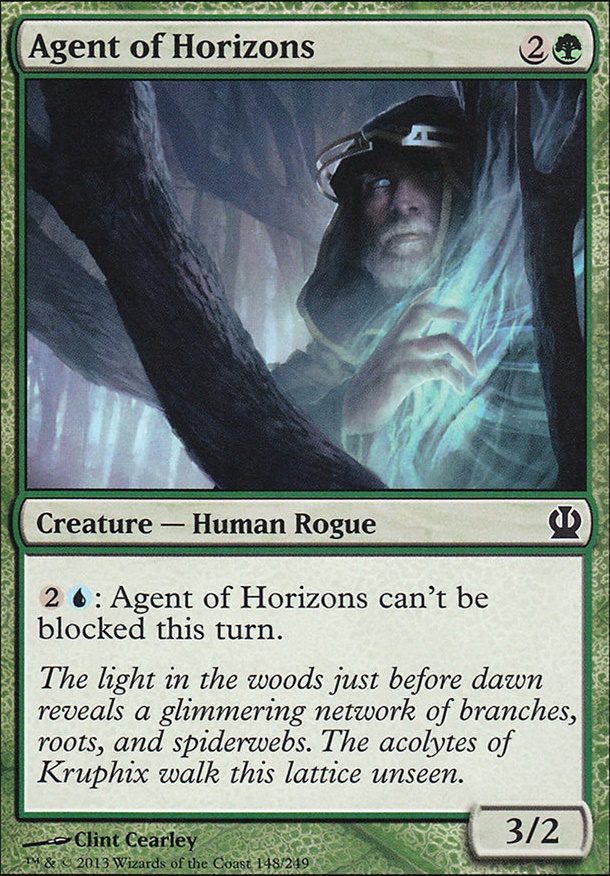 Agent of Horizons 2
Creature — Human Rogue
2: Agent of Horizons can't be
blocked this turn.
The light in the woods just before dawn
reveals a glimmering network of branches,
roots, and spiderwebs. The acolytes of
Kruphix walk this lattice unseen.
3/2
Clint Cearley
™ & © 2013 Wizards of the Coast 148/249